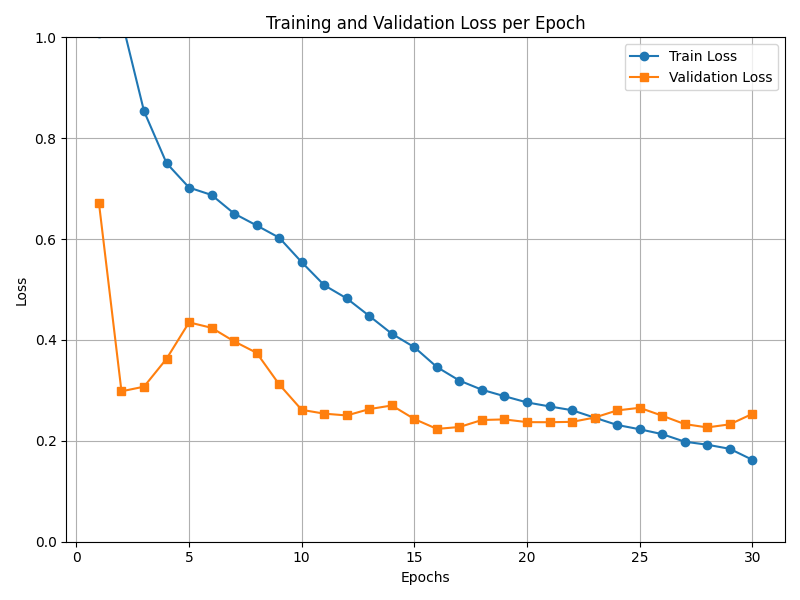 Training and Validation Loss per Epoch
1.0
0.8
0.6
0.4
0.2
0.0
Loss
Train Loss
Validation Loss
0 5 10 15 20 25 30
Epochs